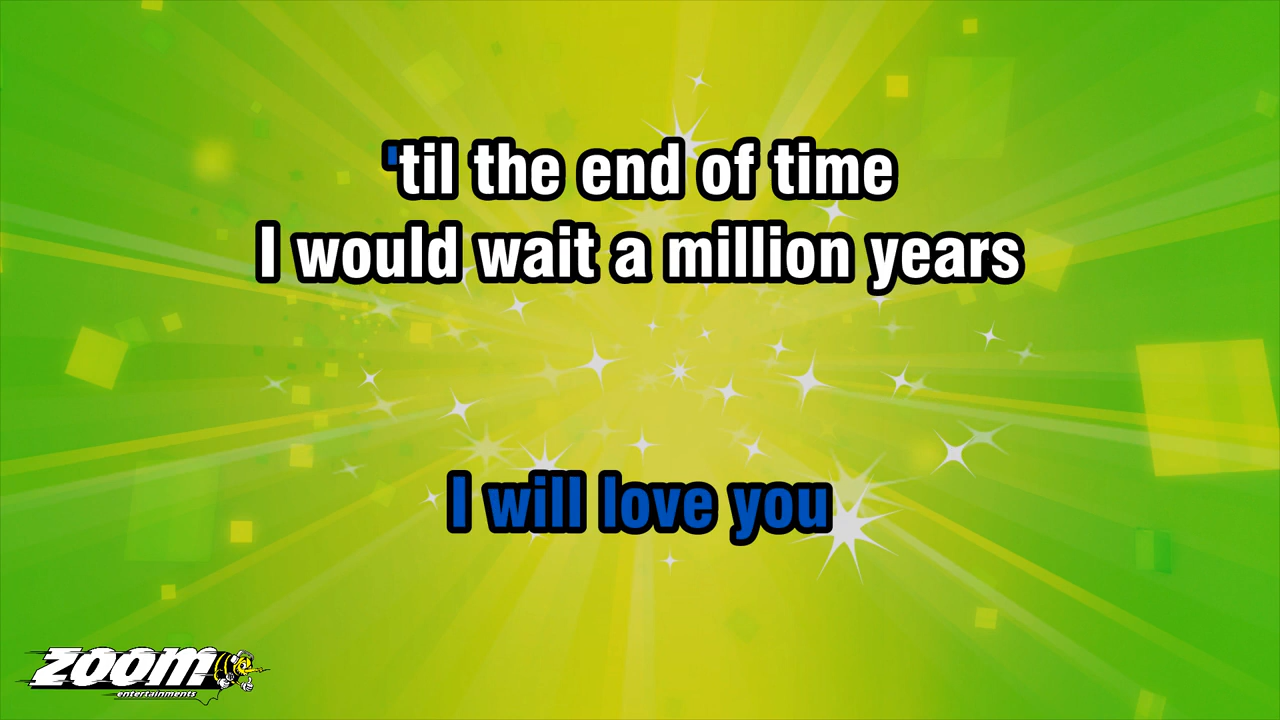 'til the end of time
I would wait a million years
I will love you
zoom
entertainments